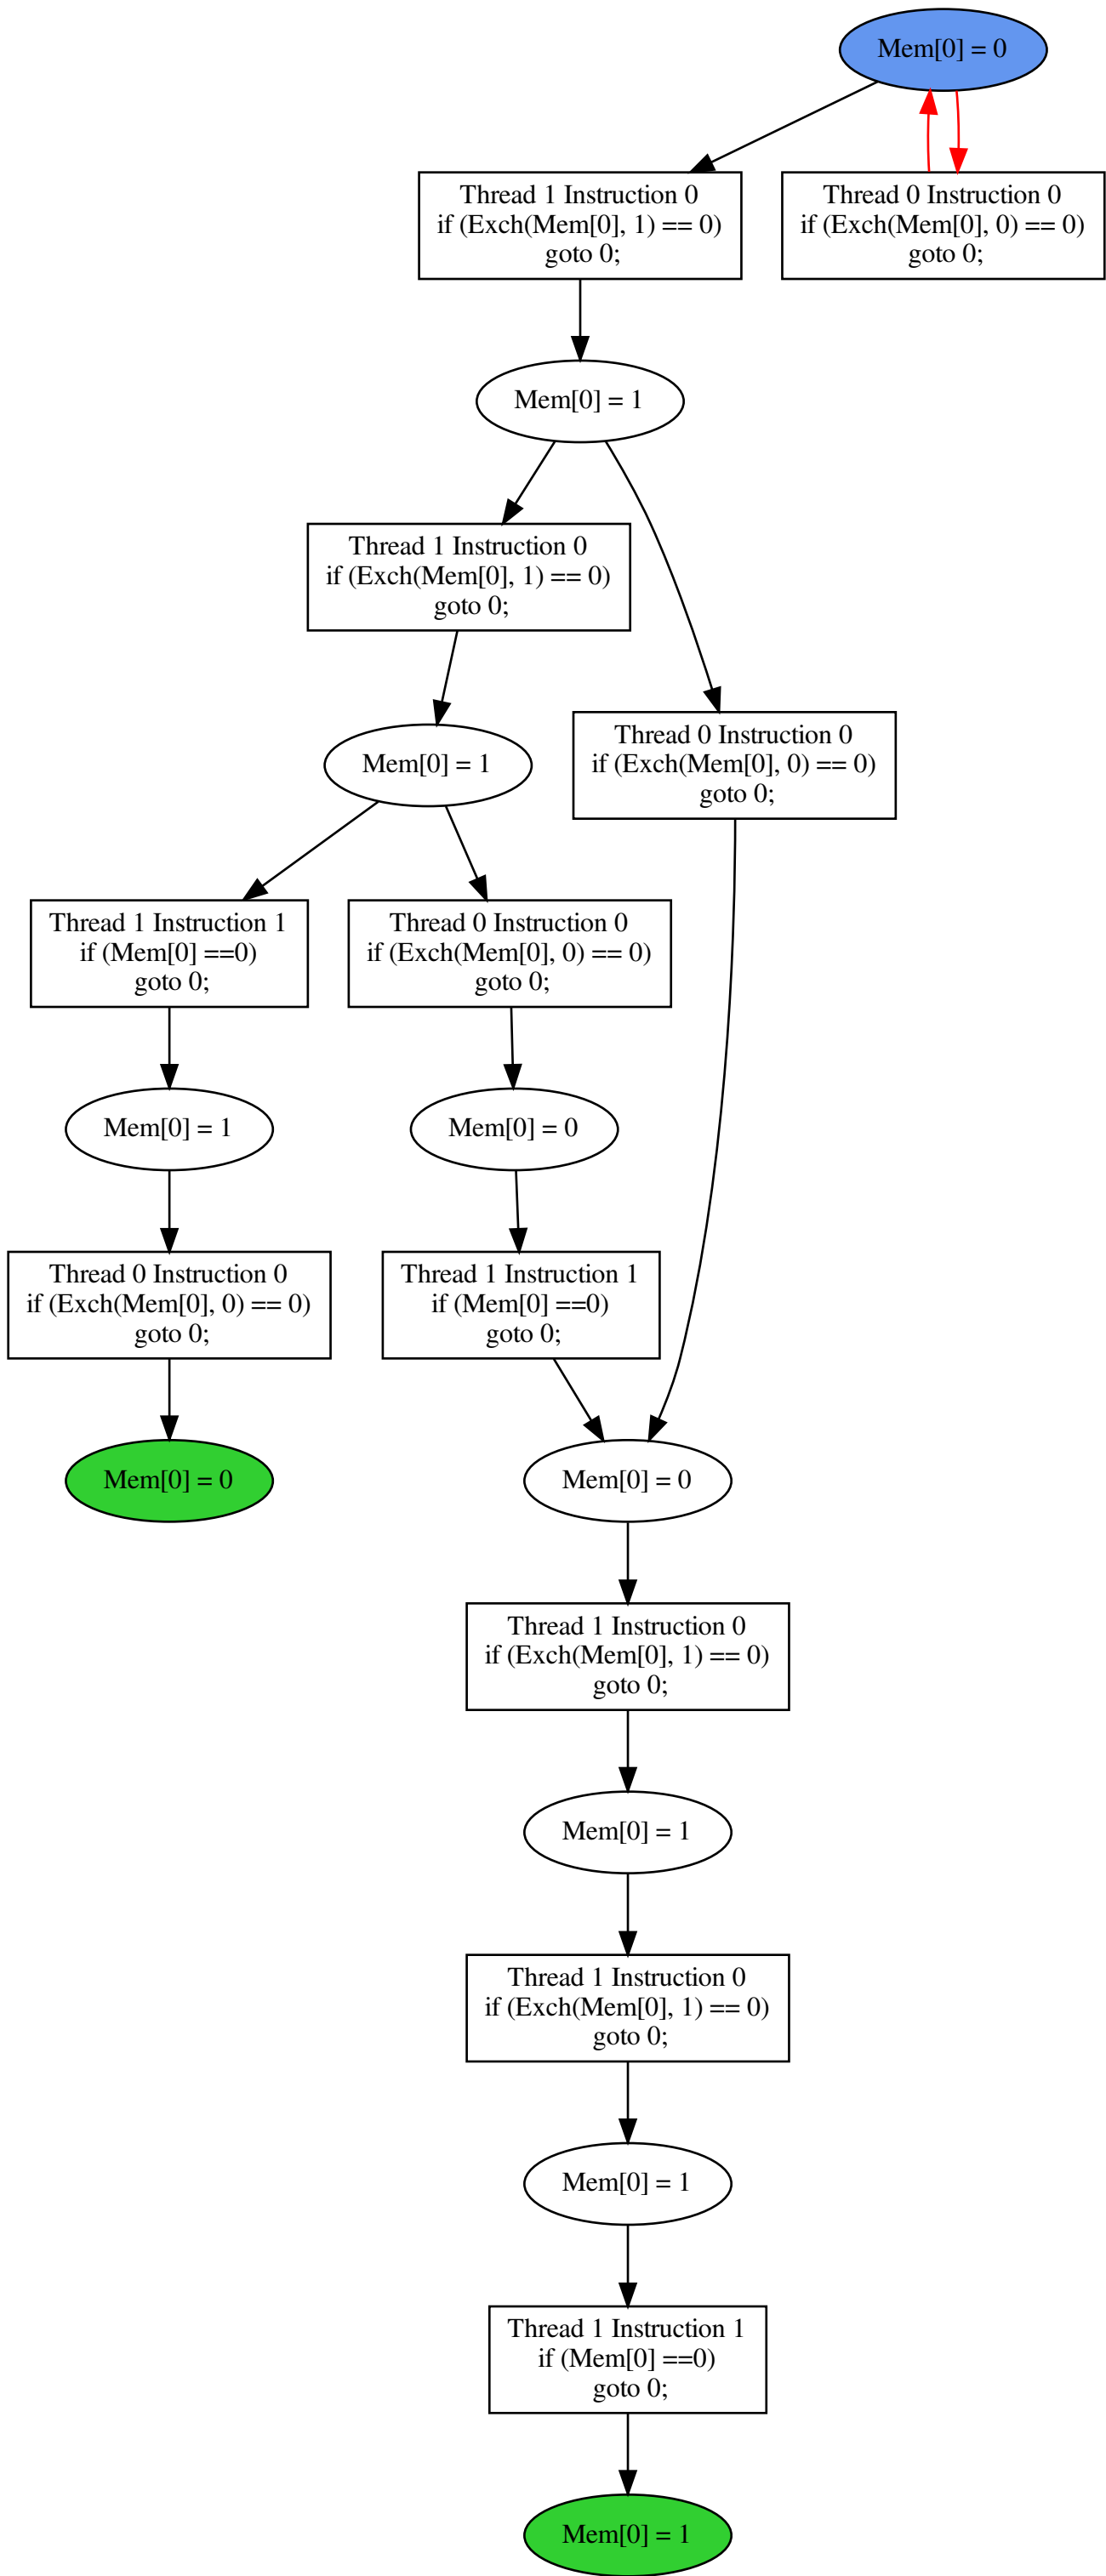 Mem[0] = 0
Thread 1 Instruction 0
if (Exch(Mem[0], 1) == 0)
goto 0;
Thread 0 Instruction 0
if (Exch(Mem[0], 0) == 0)
goto 0;
Mem[0] = 1
Thread 1 Instruction 0
if (Exch(Mem[0], 1) == 0)
goto 0;
Mem[0] = 1
Thread 0 Instruction 0
if (Exch(Mem[0], 0) == 0)
goto 0;
Thread 1 Instruction 1
if (Mem[0] ==0)
goto 0;
Thread 0 Instruction 0
if (Exch(Mem[0], 0) == 0)
goto 0;
Mem[0] = 1
Mem[0] = 0
Thread 0 Instruction 0
if (Exch(Mem[0], 0) == 0)
goto 0;
Thread 1 Instruction 1
if (Mem[0] ==0)
goto 0;
Mem[0] = 0
Mem[0] = 0
Thread 1 Instruction 0
if (Exch(Mem[0], 1) == 0)
goto 0;
Mem[0] = 1
Thread 1 Instruction 0
if (Exch(Mem[0], 1) == 0)
goto 0;
Mem[0] = 1
Thread 1 Instruction 1
if (Mem[0] ==0)
goto 0;
Mem[0] = 1